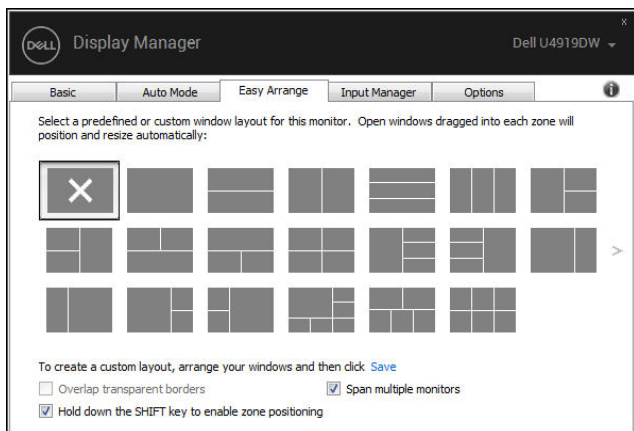 x
DELL Display Manager Dell U4919DW
Basic Auto Mode Easy Arrange Input Manager Options i
Select a predefined or custom window layout for this monitor. Open windows dragged into each zone will
position and resize automatically:
>
To create a custom layout, arrange your windows and then click Save
Overlap transparent borders Span multiple monitors
Hold down the SHIFT key to enable zone positioning